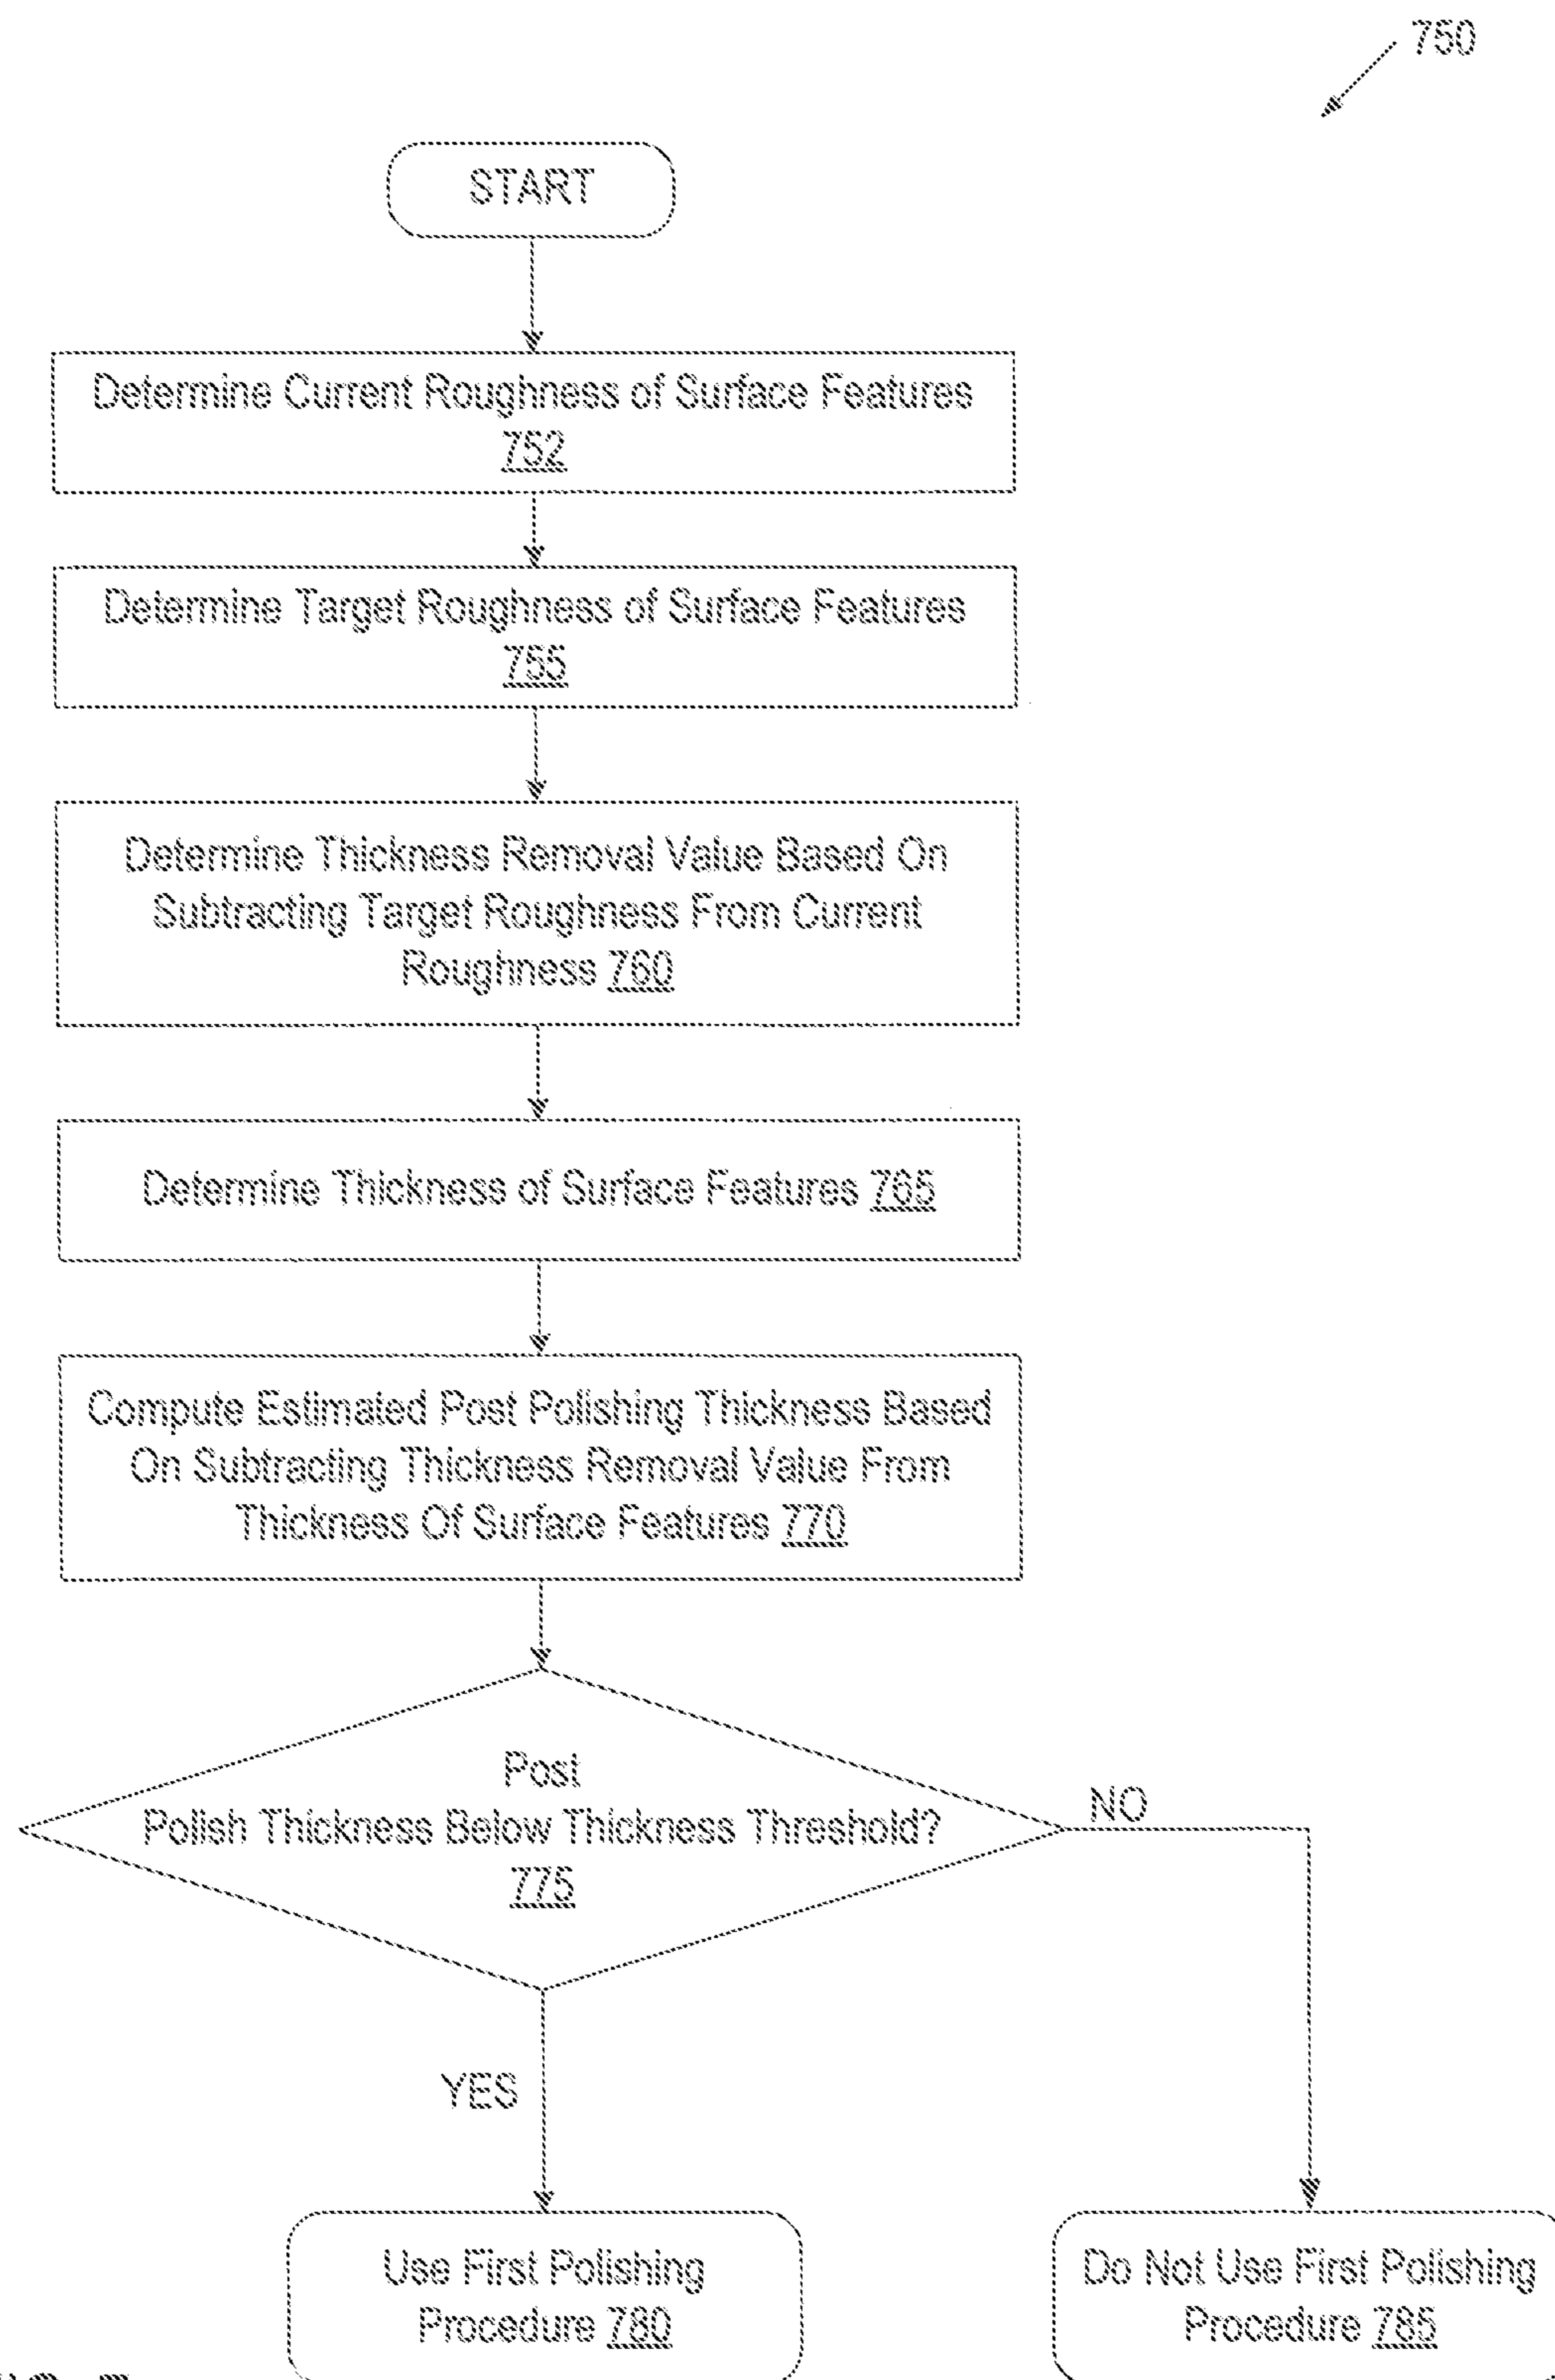 750
START
Determine Current Roughness of Surface Features
752
Determine Target Roughness of Surface Features
755
Determine Thickness Removal Value Based On
Subtracting Target Roughness From Current
Roughness 760
Determine Thickness of Surface Features 765
Compute Estimated Post Polishing Thickness Based
On Subtracting Thickness Removal Value From
Thickness Of Surface Features 770
Post
Polish Thickness Below Thickness Threshold?
775
NO
YES
Use First Polishing
Procedure 780
Do Not Use First Polishing
Procedure 785